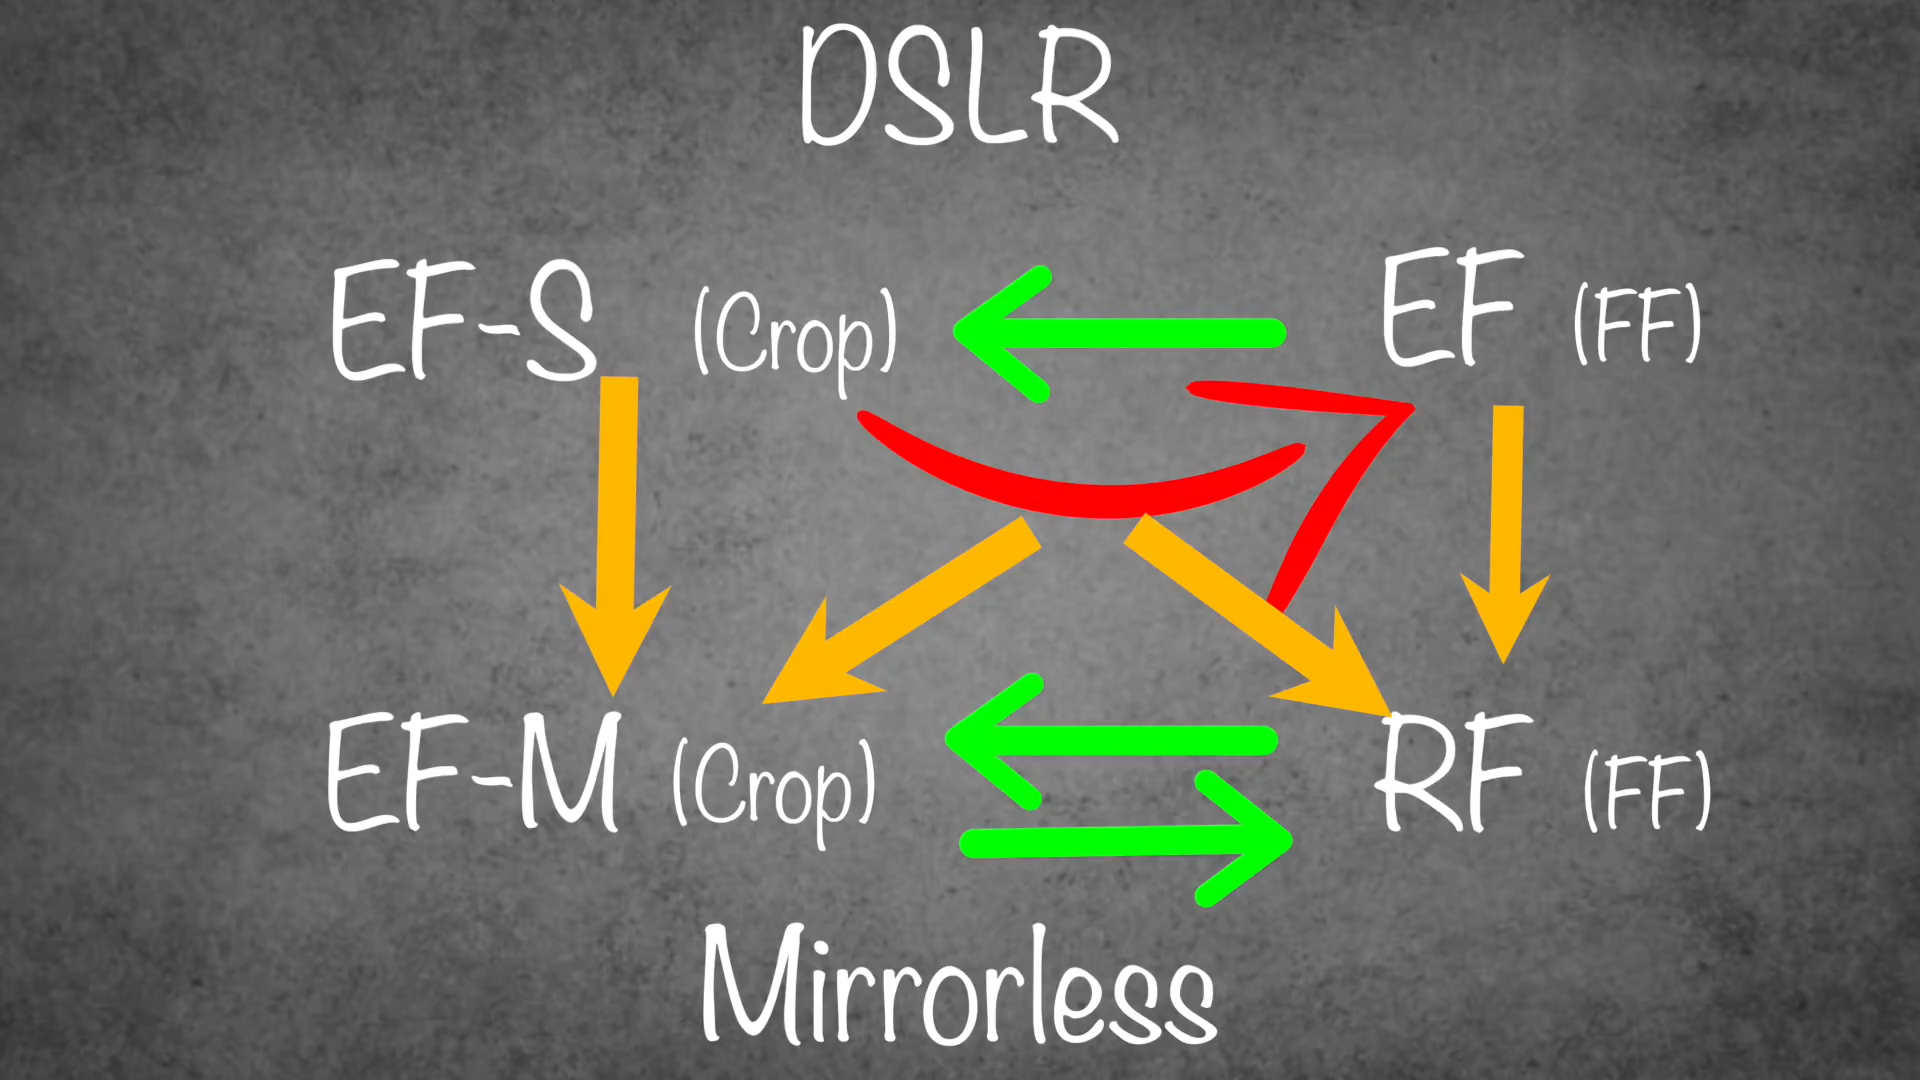 DSLR
EF-S (Crop) EF (FF)
EF-M (Crop) RF (FF)
Mirrorless